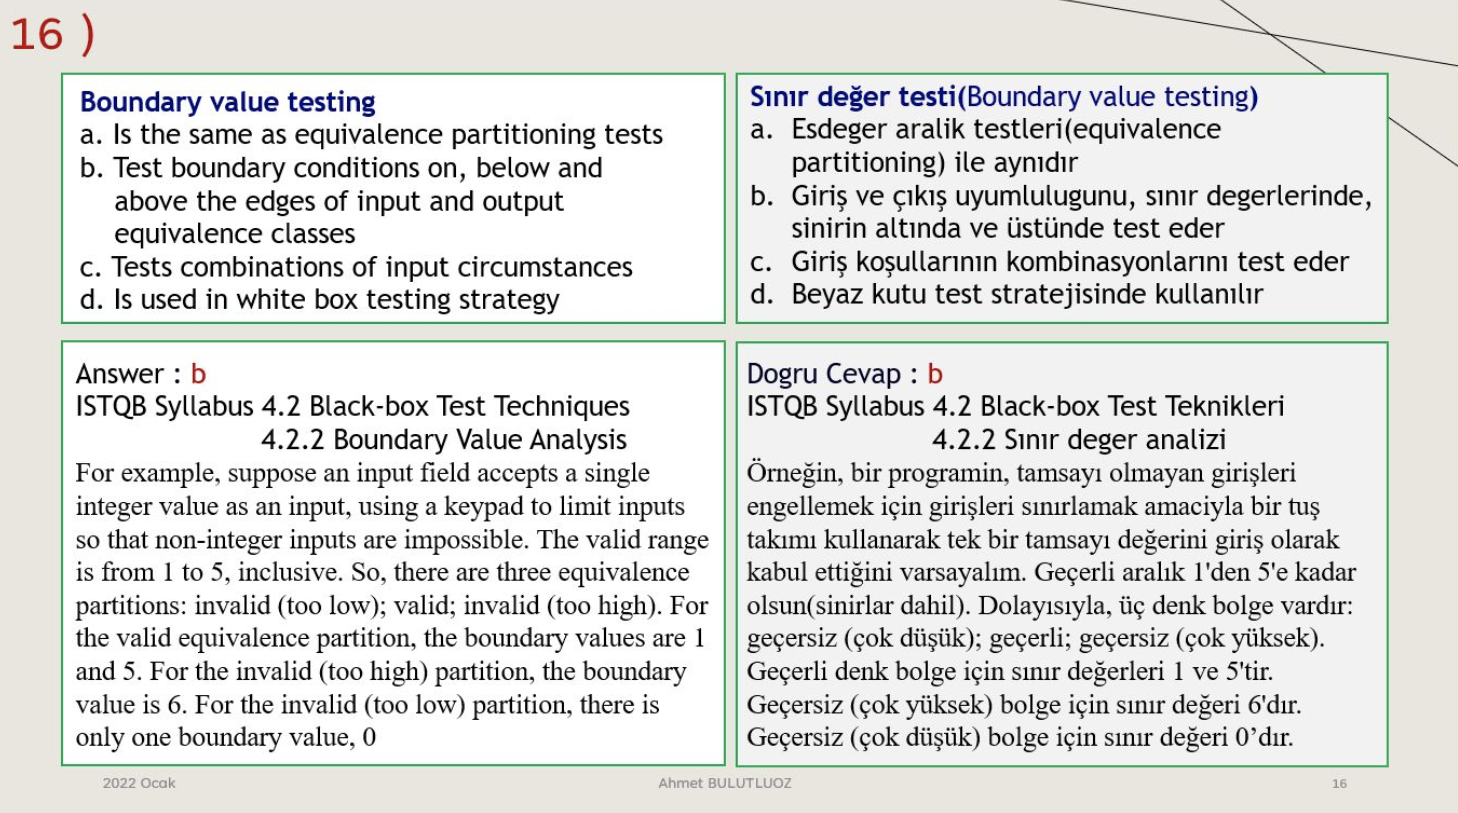 16 )
Boundary value testing
a. Is the same as equivalence partitioning tests
b. Test boundary conditions on, below and
above the edges of input and output
equivalence classes
c. Tests combinations of input circumstances
d. Is used in white box testing strategy
Sınır değer testi(Boundary value testing)
a. Esdeger aralik testleri(equivalence
partitioning) ile aynıdır
b. Giriş ve çıkış uyumlulugunu, sınır degerlerinde,
sinirin altında ve üstünde test eder
c. Giriş koşullarının kombinasyonlarını test eder
d. Beyaz kutu test stratejisinde kullanılır
Answer : b
ISTQB Syllabus 4.2 Black-box Test Techniques
4.2.2 Boundary Value Analysis
For example, suppose an input field accepts a single
integer value as an input, using a keypad to limit inputs
so that non-integer inputs are impossible. The valid range
is from 1 to 5, inclusive. So, there are three equivalence
partitions: invalid (too low); valid; invalid (too high). For
the valid equivalence partition, the boundary values are 1
and 5. For the invalid (too high) partition, the boundary
value is 6. For the invalid (too low) partition, there is
only one boundary value, 0
Dogru Cevap : b
ISTQB Syllabus 4.2 Black-box Test Teknikleri
4.2.2 Sınır deger analizi
Örneğin, bir programin, tamsayı olmayan girişleri
engellemek için girişleri sınırlamak amaciyla bir tuş
takımı kullanarak tek bir tamsayı değerini giriş olarak
kabul ettiğini varsayalım. Geçerli aralık 1'den 5'e kadar
olsun(sinirlar dahil). Dolayısıyla, üç denk bolge vardır:
geçersiz (çok düşük); geçerli; geçersiz (çok yüksek).
Geçerli denk bolge için sınır değerleri 1 ve 5'tir.
Geçersiz (çok yüksek) bolge için sınır değeri 6'dır.
Geçersiz (çok düşük) bolge için sınır değeri 0’dır.
2022 Ocak
Ahmet BULUTLUOZ
16